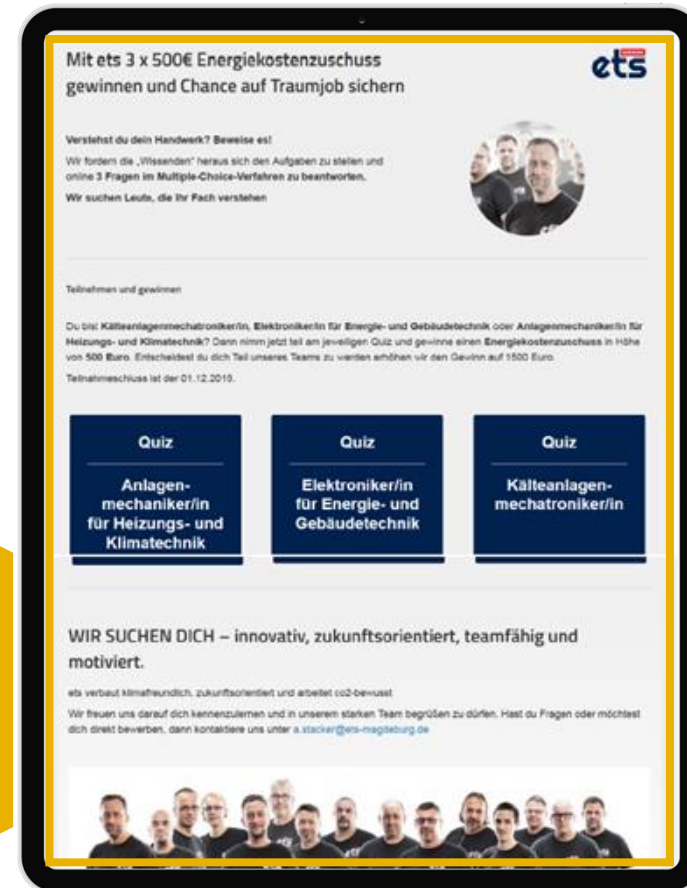 Mit ets 3 x 500€ Energiekostenzuschuss
gewinnen und Chance auf Traumjob sichern
ets
Verstehst du dein Handwerk? Beweise es!
Wir fordern die „Wissenden" heraus sich den Aufgaben zu stellen und
online 3 Fragen im Multiple-Choice-Verfahren zu beantworten.
Wir suchen Leute, die Ihr Fach verstehen
Teilnehmen und gewinnen
Du bist Kälteanlagenmechatroniker/in, Elektroniker/in für Energie- und Gebäudetechnik oder Anlagenmechaniker/in für
Heizungs- und Klimatechnik? Dann nimm jetzt teil am jeweiligen Quiz und gewinne einen Energiekostenzuschuss in Höhe
von 500 Euro. Entscheidest du dich Teil unseres Teams zu werden erhöhen wir den Gewinn auf 1500 Euro.
Teilnahmeschluss ist der 01.12.2019.
Quiz
Anlagen-
mechaniker/in
für Heizungs- und
Klimatechnik
Quiz
Elektroniker/in
für Energie- und
Gebäudetechnik
Quiz
Kälteanlagen-
mechatroniker/in
WIR SUCHEN DICH – innovativ, zukunftsorientiert, teamfähig und
motiviert.
ets verbaut klimafreundlich, zukunftsorientiert und arbeitet co2-bewusst
Wir freuen uns darauf dich kennenzulernen und in unserem starken Team begrüßen zu dürfen. Hast du Fragen oder möchtest
dich direkt bewerben, dann kontaktiere uns unter a.stacker@ets-magdeburg.de